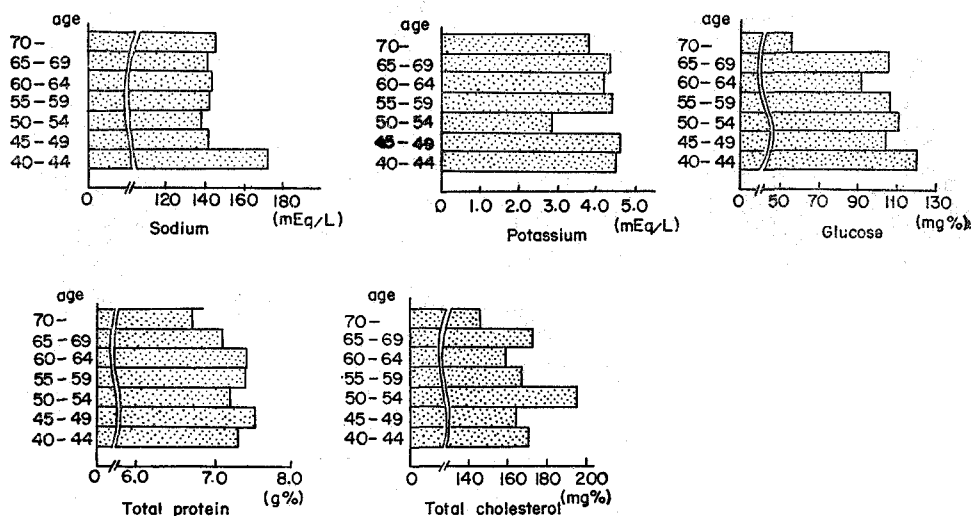 age
70-
65-69
60-64
55-59
50-54
45-49
40-44
0 120 140 160 180
(mEq/L)
Sodium
age
70-
65-69
60-64
55-59
50-54
45-49
40-44
0 1.0 2.0 3.0 4.0 5.0
(mEq/L)
Potassium
age
70-
65-69
60-64
55-59
50-54
45-49
40-44
0 50 70 90 110 130
(mg%)
Glucose
age
70-
65-69
60-64
55-59
50-54
45-49
40-44
0 6.0 7.0 8.0
(g%)
Total protein
age
70-
65-69
60-64
55-59
50-54
45-49
40-44
0 140 160 180 200
(mg%)
Total cholesterol